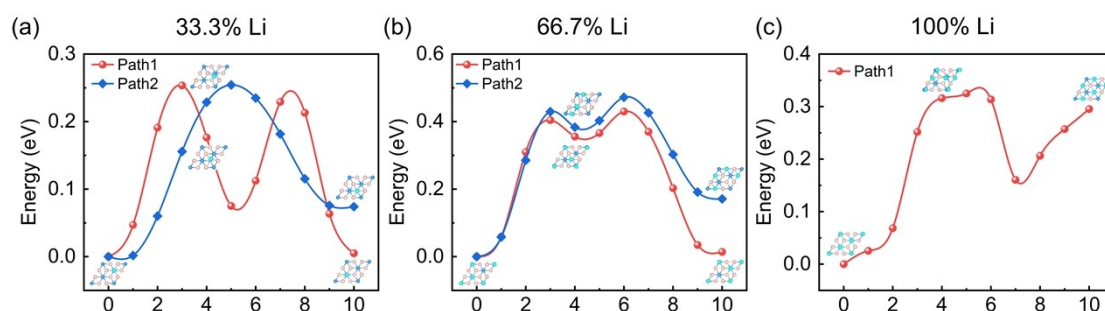 (a) 33.3% Li
Energy (eV)
0.3
0.2
0.1
0.0
Path1
Path2
0 2 4 6 8 10
(b) 66.7% Li
Energy (eV)
0.6
0.4
0.2
0.0
Path1
Path2
0 2 4 6 8 10
(c) 100% Li
Energy (eV)
0.4
0.3
0.2
0.1
0.0
Path1
0 2 4 6 8 10